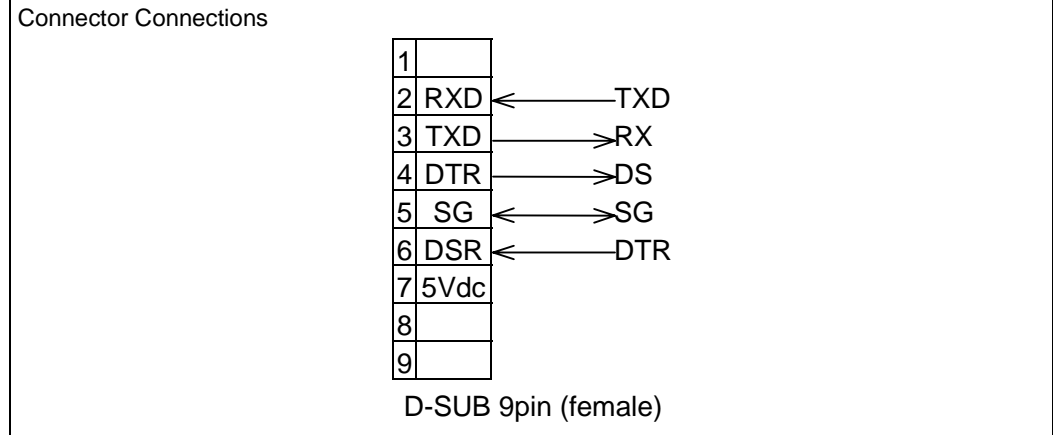 Connector Connections
1
2 RXD TXD
3 TXD RX
4 DTR DS
5 SG SG
6 DSR DTR
7 5Vdc
8
9
D-SUB 9pin (female)